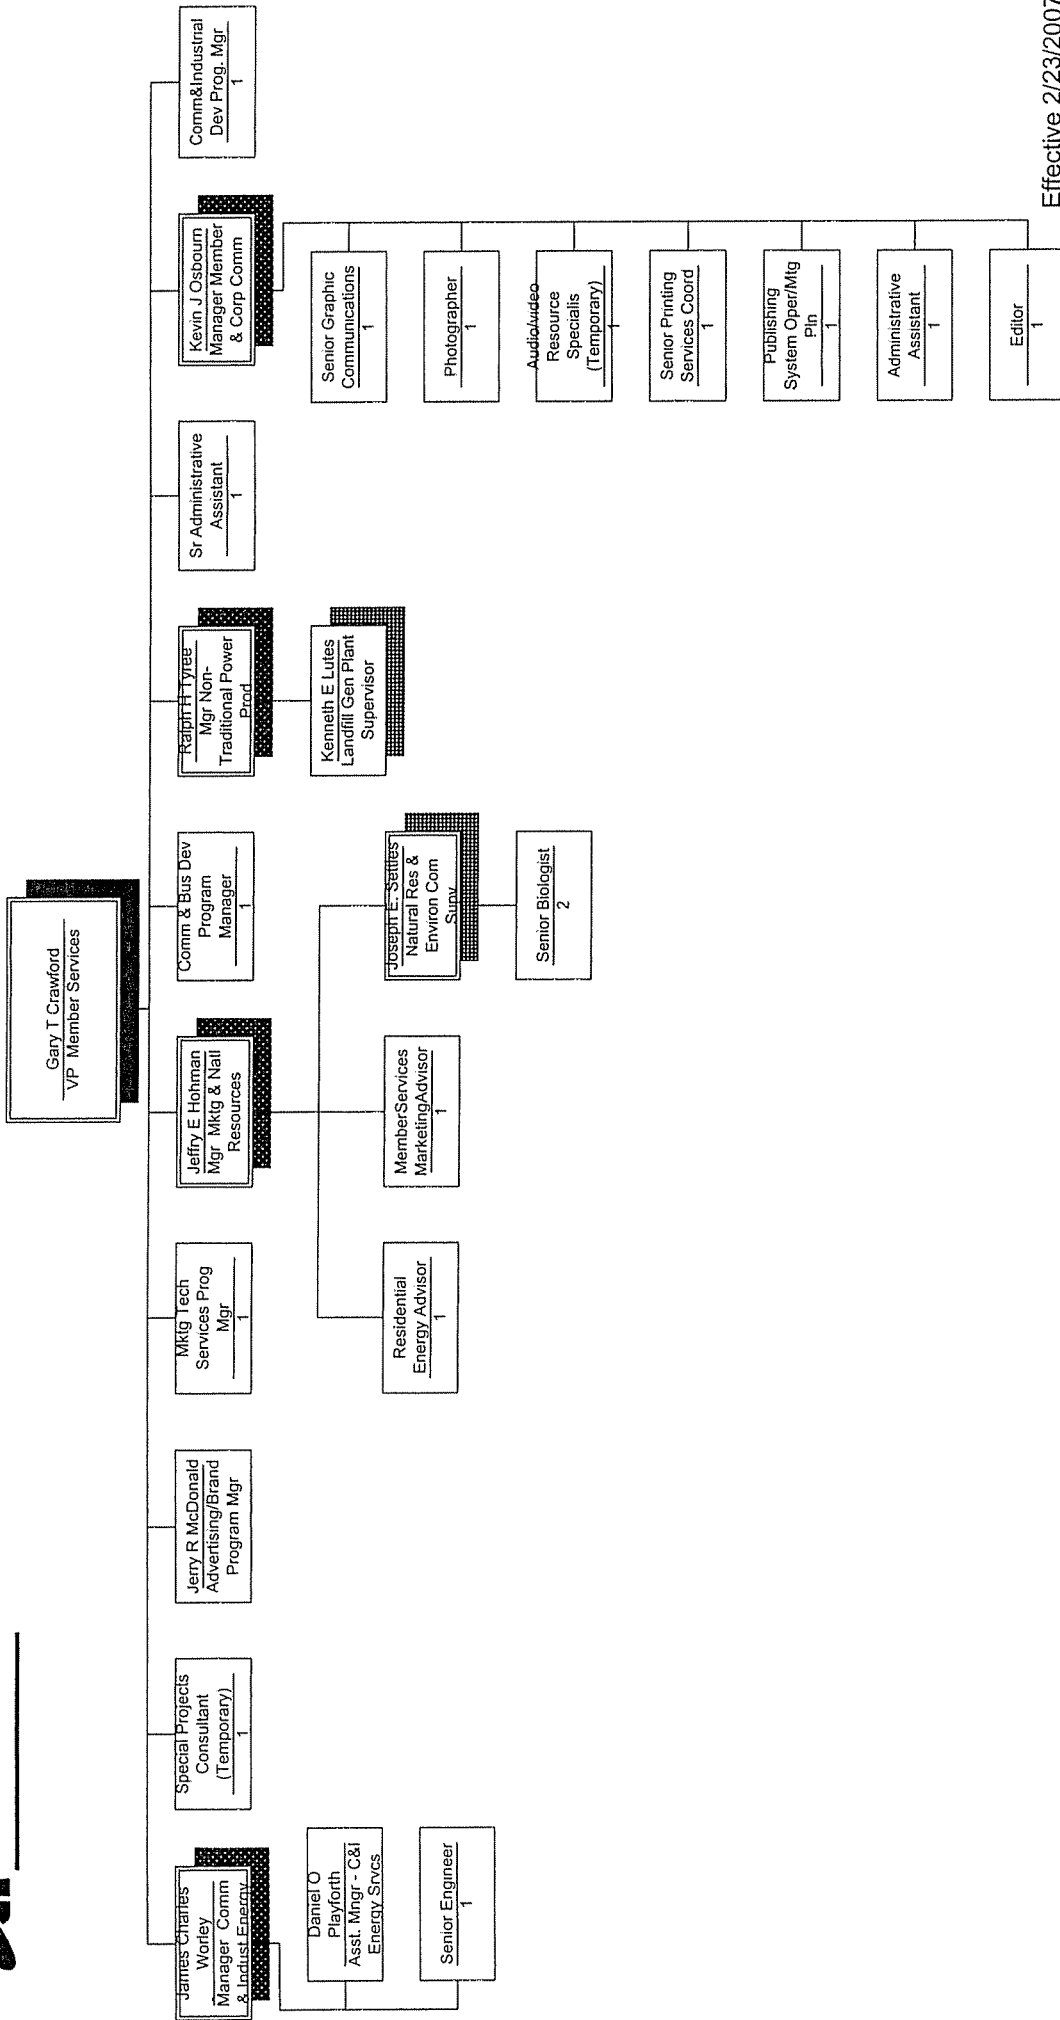 Gary T Crawford
VP Member Services
James Charles
Worley
Manager Comm
& Indust Energy
Special Projects
Consultant
(Temporary)
1
Jerry R McDonald
Advertising/Brand
Program Mgr
Mktg Tech
Services Prog
Mgr
1
Jeffry E Hohman
Mgr Mktg & Natl
Resources
Comm & Bus Dev
Program
Manager
1
Ralph H Tyree
Mgr Non-
Traditional Power
Prod
Sr Administrative
Assistant
1
Kevin J Osbourn
Manager Member
& Corp Comm
Comm&Industrial
Dev Prog. Mgr
1
Daniel O
Playforth
Asst. Mngr - C&I
Energy Srvcs
Senior Engineer
1
Residential
Energy Advisor
1
MemberServices
MarketingAdvisor
1
Joseph E. Settles
Natural Res &
Environ Com
Supv
Senior Biologist
2
Kenneth E Lutes
Landfill Gen Plant
Supervisor
Senior Graphic
Communications
1
Photographer
1
Audio/video
Resource
Specialis
(Temporary)
1
Senior Printing
Services Coord
1
Publishing
System Oper/Mtg
Pln
1
Administrative
Assistant
1
Editor
1
Effective 2/23/2007